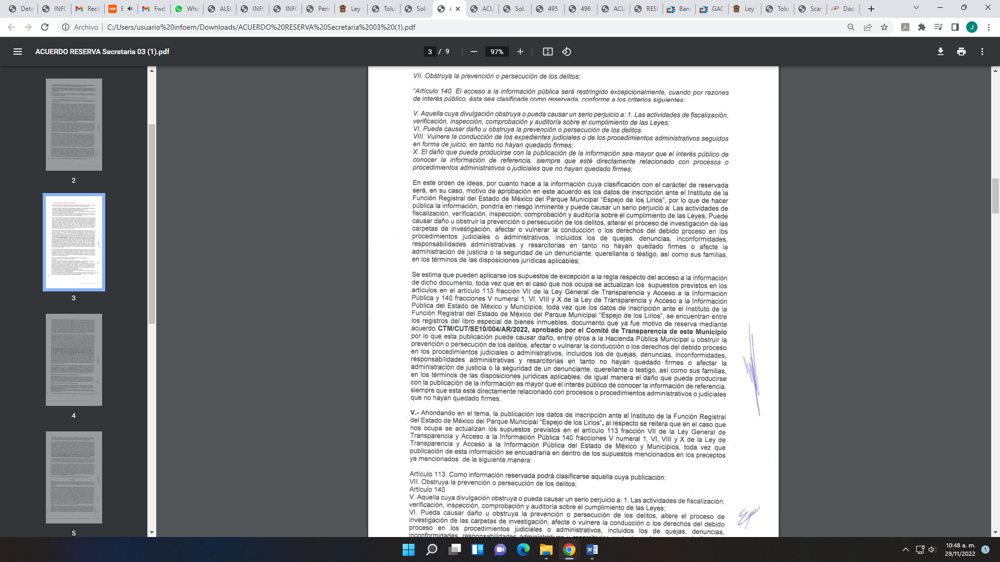 Deta
INFO
Recil
E
Fwd.
Wha
ALEC
INFC
INFC
Peric
Ley
Tolu
Sol.
A
ACU
Sol.
495
496
ACU
RESI
Banc
GAC
Ley
Tolu
Scar
Doc
Archivo
C:/Users/usuario%20infoem/Downloads/ACUERDO%20RESERVA%20Secretaria%2003%20(1).pdf
J
ACUERDO RESERVA Secretaria 03 (1).pdf
3 / 9
97%
2
3
4
5
VII. Obstruya la prevención o persecución de los delitos;
“Artículo 140. El acceso a la información pública será restringido excepcionalmente, cuando por razones
de interés público, ésta sea clasificada como reservada, conforme a los criterios siguientes:
V. Aquella cuya divulgación obstruya o pueda causar un serio perjuicio a: 1. Las actividades de fiscalización,
verificación, inspección, comprobación y auditoría sobre el cumplimiento de las Leyes;
VI. Pueda causar daño u obstruya la prevención o persecución de los delitos
VIII. Vulnere la conducción de los expedientes judiciales o de los procedimientos administrativos seguidos
en forma de juicio, en tanto no hayan quedado firmes;
X. El daño que pueda producirse con la publicación de la información sea mayor que el interés público de
conocer la información de referencia, siempre que esté directamente relacionado con procesos o
procedimientos administrativos o judiciales que no hayan quedado firmes;
En este orden de ideas, por cuanto hace a la información cuya clasificación con el carácter de reservada
será, en su caso, motivo de aprobación en este acuerdo es los datos de inscripción ante el Instituto de la
Función Registral del Estado de México del Parque Municipal “Espejo de los Lirios”, por lo que de hacer
pública la información, pondría en riesgo inminente y puede causar un serio perjuicio a: Las actividades de
fiscalización, verificación, inspección, comprobación y auditoría sobre el cumplimiento de las Leyes; Puede
causar daño u obstruir la prevención o persecución de los delitos, alterar el proceso de investigación de las
carpetas de investigación, afectar o vulnerar la conducción o los derechos del debido proceso en los
procedimientos judiciales o administrativos, incluidos los de quejas, denuncias, inconformidades,
responsabilidades administrativas y resarcitorias en tanto no hayan quedado firmes o afecte la
administración de justicia o la seguridad de un denunciante, querellante o testigo, así como sus familias,
en los términos de las disposiciones jurídicas aplicables;
Se estima que pueden aplicarse los supuestos de excepción a la regla respecto del acceso a la información
de dicho documento, toda vez que en el caso que nos ocupa se actualizan los supuestos previstos en los
artículos en el artículo 113 fracción VII de la Ley General de Transparencia y Acceso a la Información
Pública y 140 fracciones V numeral 1, VI, VIII y X de la Ley de Transparencia y Acceso a la Información
Pública del Estado de México y Municipios, toda vez que los datos de inscripción ante el Instituto de la
Función Registral del Estado de México del Parque Municipal “Espejo de los Lirios”, se encuentran entre
los registros del libro especial de bienes inmuebles, documento que ya fue motivo de reserva mediante
acuerdo CTM/CUT/SE10/004/AR/2022, aprobado por el Comité de Transparencia de este Municipio
por lo que esta publicación puede causar daño, entre otros a la Hacienda Pública Municipal u obstruir la
prevención o persecución de los delitos, afectar o vulnerar la conducción o los derechos del debido proceso
en los procedimientos judiciales o administrativos, incluidos los de quejas, denuncias, inconformidades,
responsabilidades administrativas y resarcitorias en tanto no hayan quedado firmes o afectar la
administración de justicia o la seguridad de un denunciante, querellante o testigo, así como sus familias,
en los términos de las disposiciones jurídicas aplicables; de igual manera el daño que pueda producirse
con la publicación de la información es mayor que el interés público de conocer la información de referencia,
siempre que esta esté directamente relacionado con procesos o procedimientos administrativos o judiciales
que no hayan quedado firmes.
V.- Ahondando en el tema, la publicación los datos de inscripción ante el Instituto de la Función Registral
del Estado de México del Parque Municipal “Espejo de los Lirios”, al respecto se reitera que en el caso que
nos ocupa se actualizan los supuestos previstos en el artículo 113 fracción VII de la Ley General de
Transparencia y Acceso a la Información Pública 140 fracciones V numeral 1, VI, VIII y X de la Ley de
Transparencia y Acceso a la Información Pública del Estado de México y Municipios, toda vez que
publicación de esta información se encuadraría en dentro de los supuestos mencionados en los preceptos
ya mencionados de la siguiente manera:
Artículo 113. Como información reservada podrá clasificarse aquella cuya publicación:
VII. Obstruya la prevención o persecución de los delitos;
Artículo 140
V. Aquella cuya divulgación obstruya o pueda causar un serio perjuicio a: 1. Las actividades de fiscalización,
verificación, inspección, comprobación y auditoría sobre el cumplimiento de las Leyes;
VI. Pueda causar daño u obstruya la prevención o persecución de los delitos, altere el proceso de
investigación de las carpetas de investigación, afecte o vulnere la conducción o los derechos del debido
proceso en los procedimientos judiciales o administrativos, incluidos los de quejas, denuncias,
inconformidades, responsabilidades administrativas y resarcitorias
10:48 a. m.
29/11/2022
1